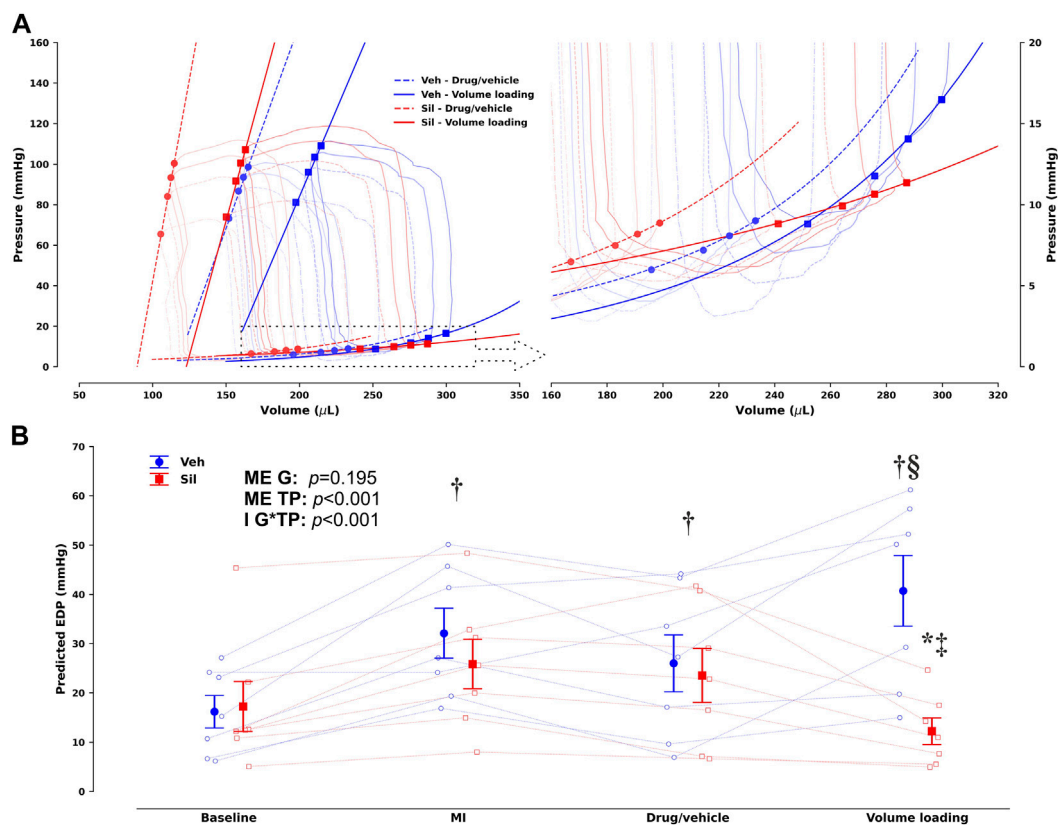 A
160
140
120
100
80
60
40
20
0
Pressure (mmHg)
50
100
150
200
250
300
350
Volume (μL)
Veh - Drug/vehicle
Veh - Volume loading
Sil - Drug/vehicle
Sil - Volume loading
20
15
10
5
0
Pressure (mmHg)
160
180
200
220
240
260
280
300
320
Volume (μL)
B
70
60
50
40
30
20
10
0
Predicted EDP (mmHg)
Veh
Sil
ME G: p=0.195
ME TP: p<0.001
I G*TP: p<0.001
†
†
†§
*‡
Baseline
MI
Drug/vehicle
Volume loading